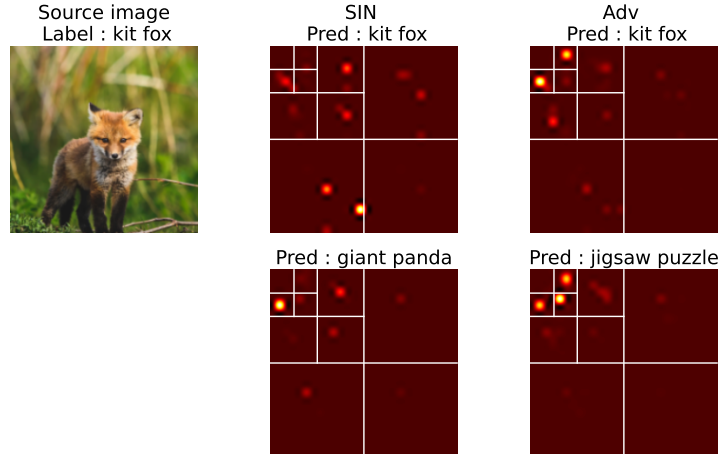 Source image
Label : kit fox
SIN
Pred : kit fox
Adv
Pred : kit fox
Pred : giant panda
Pred : jigsaw puzzle